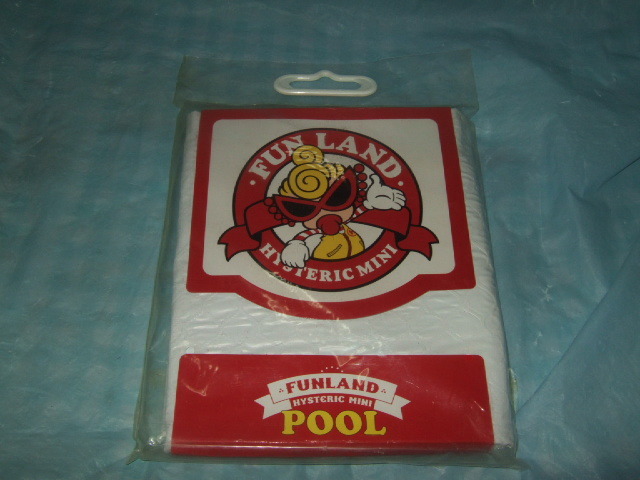 · FUN LAND ·
HYSTERIC MINI
FUNLAND
HYSTERIC MINI
POOL